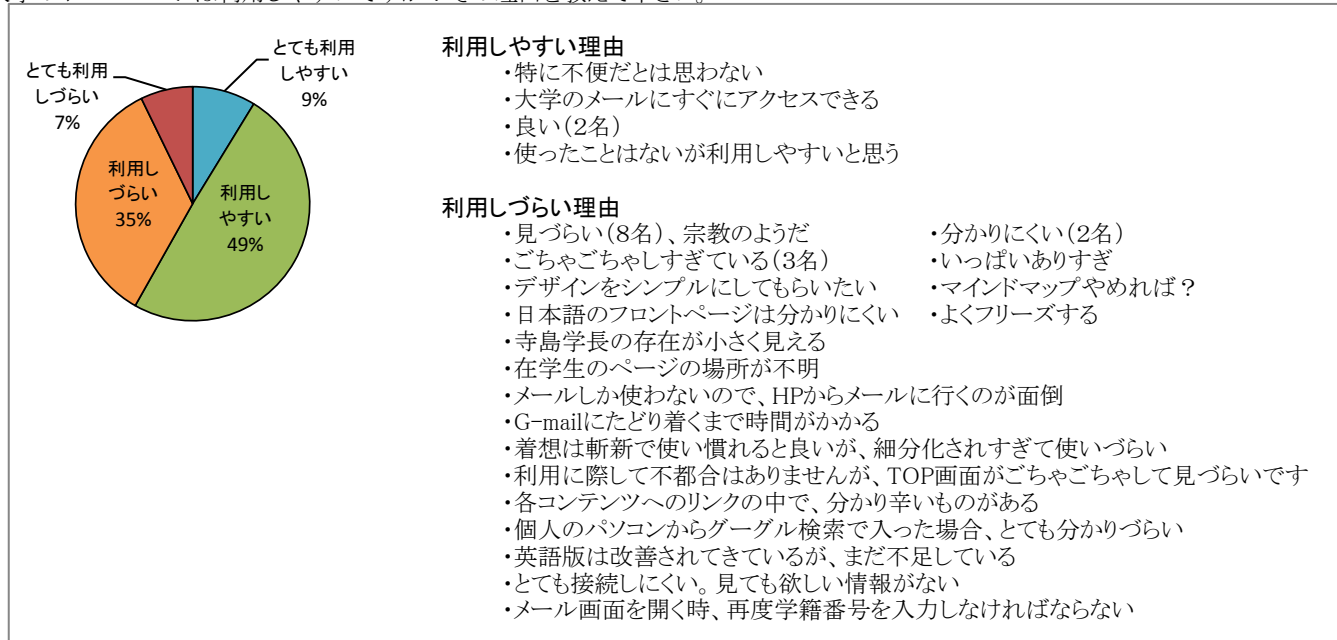 とても利用
しやすい
9%
とても利用
しづらい
7%
利用し
づらい
35%
利用し
やすい
49%
利用しやすい理由
・特に不便だとは思わない
・大学のメールにすぐにアクセスできる
・良い(2名)
・使ったことはないが利用しやすいと思う
利用しづらい理由
・見づらい(8名)、宗教のようだ ・分かりにくい(2名)
・ごちゃごちゃしすぎている(3名) ・いっぱいありすぎ
・デザインをシンプルにしてもらいたい ・マインドマップやめれば?
・日本語のフロントページは分かりにくい ・よくフリーズする
・寺島学長の存在が小さく見える
・在学生のページの場所が不明
・メールしか使わないので、HPからメールに行くのが面倒
・G-mailにたどり着くまで時間がかかる
・着想は斬新で使い慣れると良いが、細分化されすぎて使いづらい
・利用に際して不都合はありませんが、TOP画面がごちゃごちゃして見づらいです
・各コンテンツへのリンクの中で、分かり辛いものがある
・個人のパソコンからグーグル検索で入った場合、とても分かりづらい
・英語版は改善されてきているが、まだ不足している
・とても接続しにくい。見ても欲しい情報がない
・メール画面を開く時、再度学籍番号を入力しなければならない